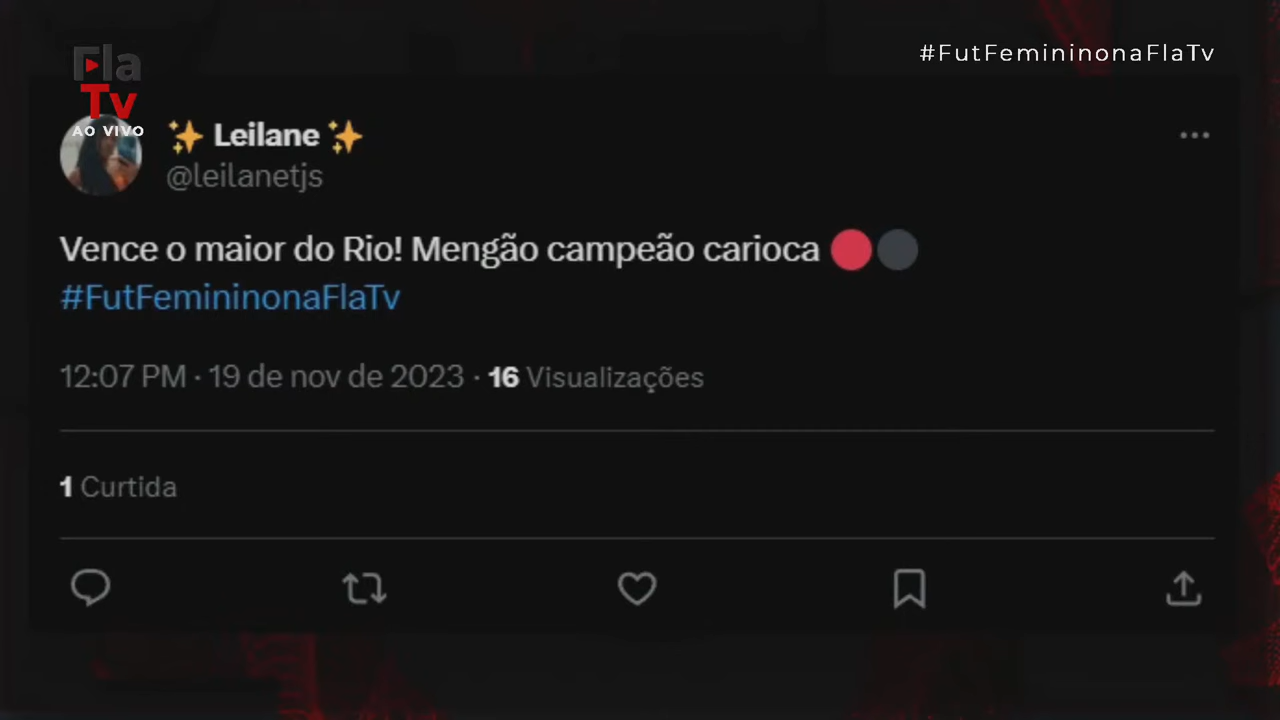 #FutFemininonaFlaTv
Fla
Tv
AO VIVO
✨ Leilane ✨
@leilanetjs
Vence o maior do Rio! Mengão campeão carioca 🔴⚫
#FutFemininonaFlaTv
12:07 PM · 19 de nov de 2023 · 16 Visualizações
1 Curtida